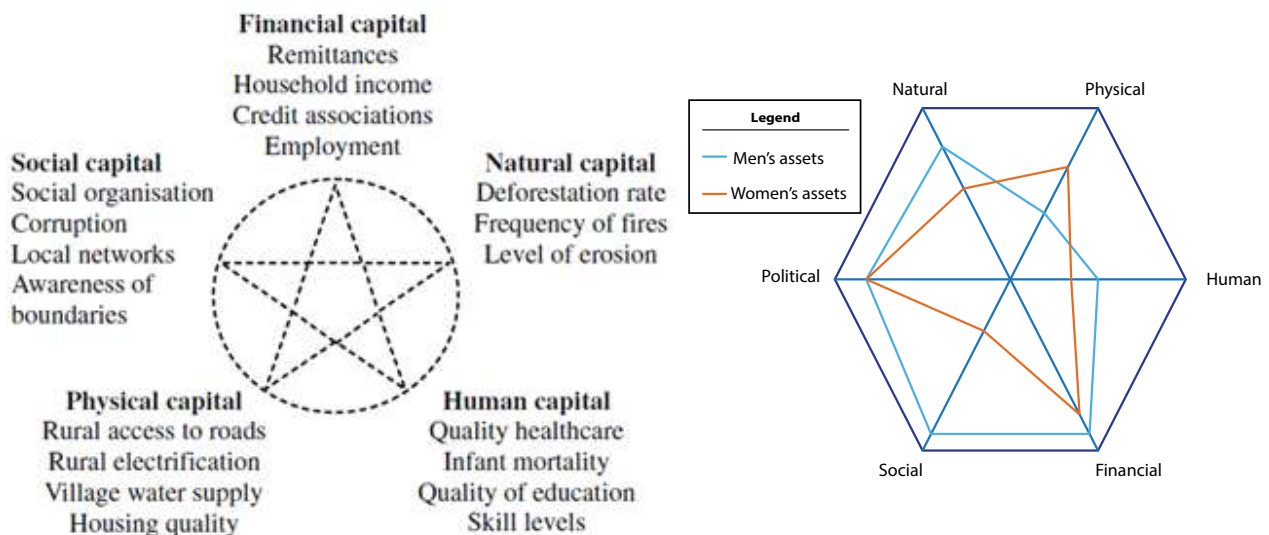 Financial capital
Remittances
Household income
Credit associations
Employment
Social capital
Social organisation
Corruption
Local networks
Awareness of
boundaries
Natural capital
Deforestation rate
Frequency of fires
Level of erosion
Physical capital
Rural access to roads
Rural electrification
Village water supply
Housing quality
Human capital
Quality healthcare
Infant mortality
Quality of education
Skill levels
Legend
Men's assets
Women's assets
Natural
Physical
Political
Human
Social
Financial